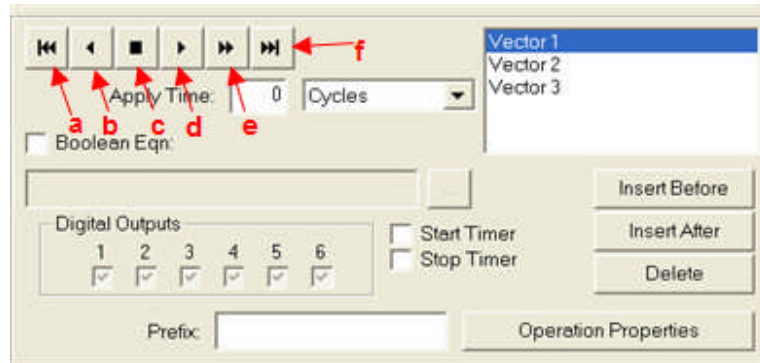 f
Vector 1
Vector 2
Vector 3
Apply Time: 0 Cycles
a b c d e
Boolean Eqn:
...
Insert Before
Digital Outputs
Start Timer
Insert After
1 2 3 4 5 6
Stop Timer
Delete
Prefix:
Operation Properties